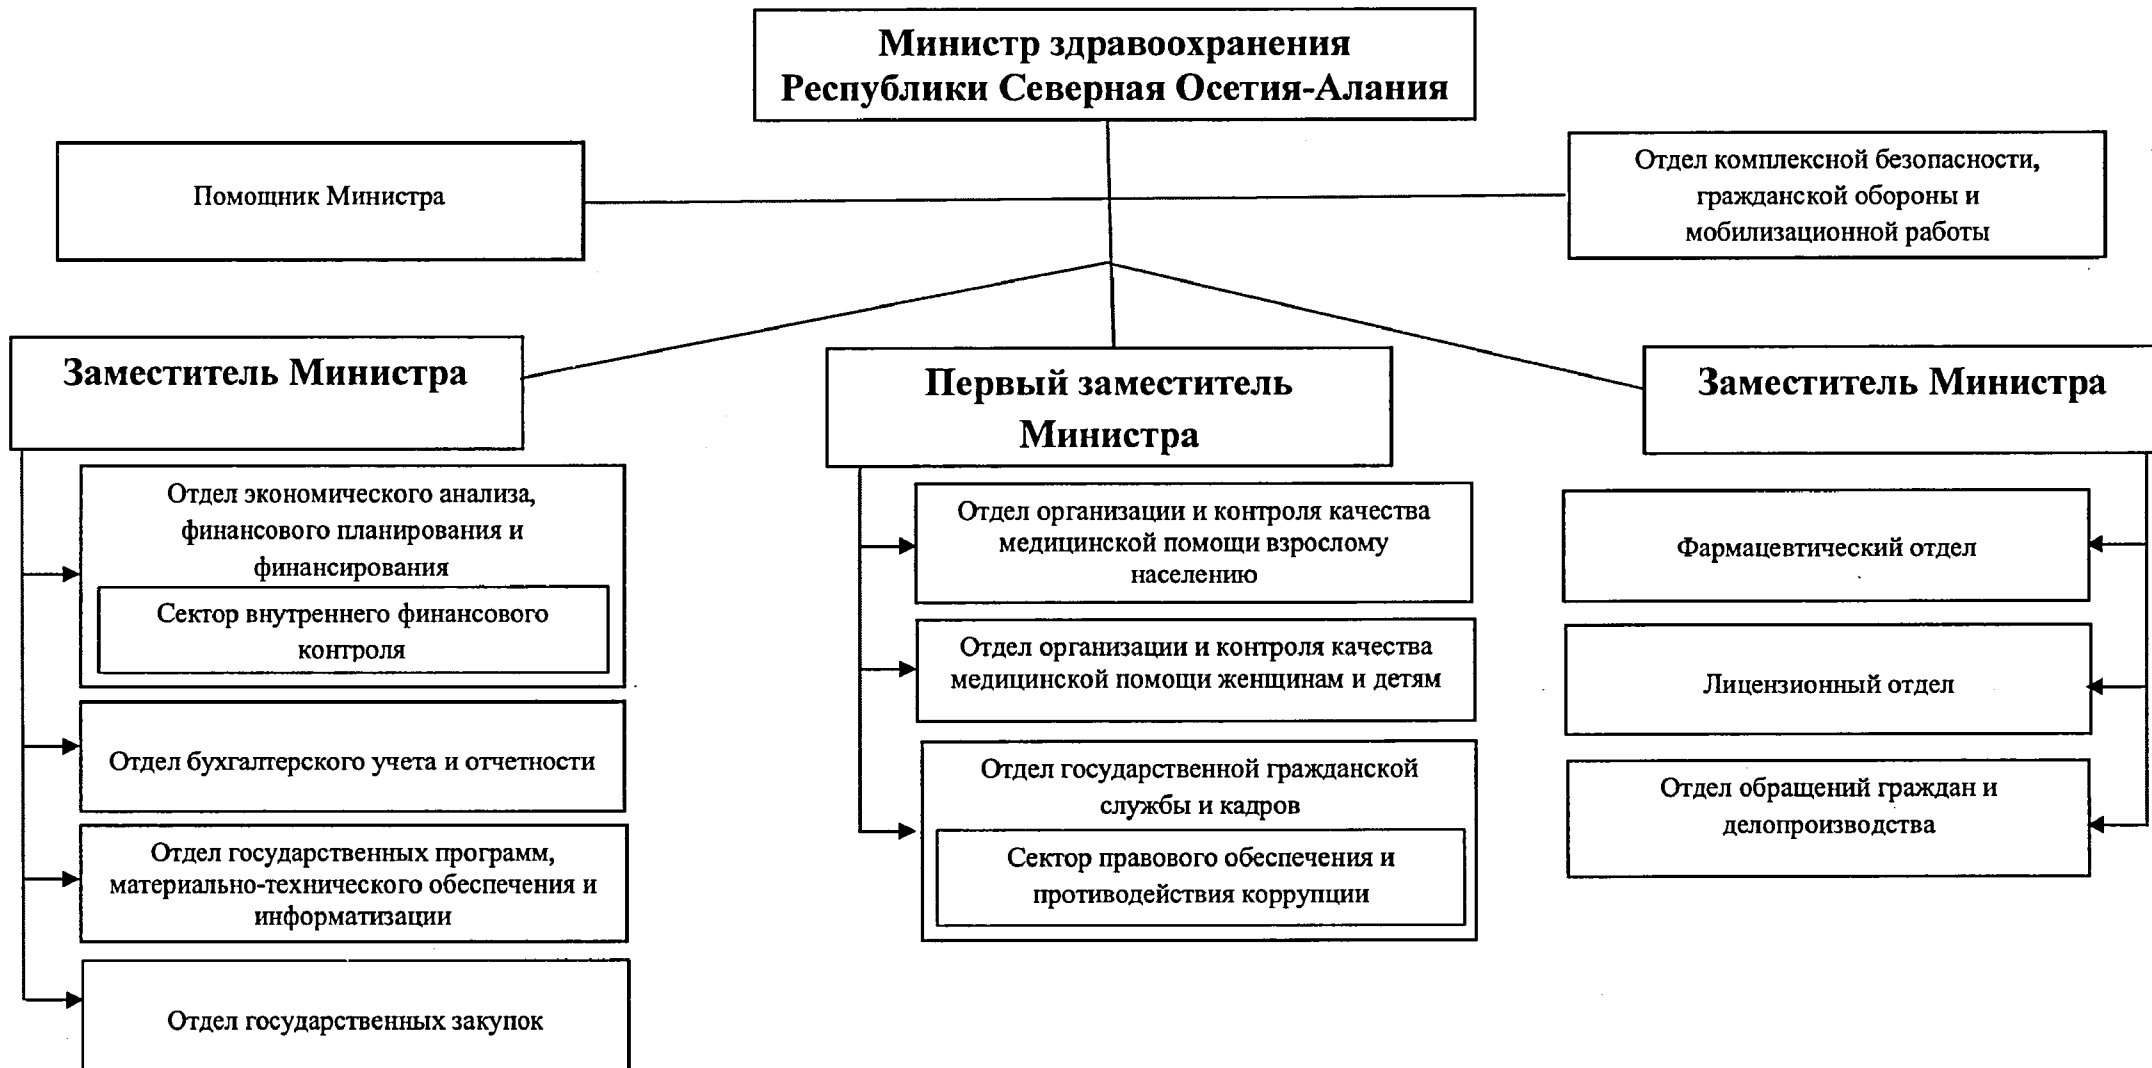 Министр здравоохранения
Республики Северная Осетия-Алания
Помощник Министра
Отдел комплексной безопасности,
гражданской обороны и
мобилизационной работы
Заместитель Министра
Отдел экономического анализа,
финансового планирования и
финансирования
Сектор внутреннего финансового
контроля
Отдел бухгалтерского учета и отчетности
Отдел государственных программ,
материально-технического обеспечения и
информатизации
Отдел государственных закупок
Первый заместитель
Министра
Отдел организации и контроля качества
медицинской помощи взрослому
населению
Отдел организации и контроля качества
медицинской помощи женщинам и детям
Отдел государственной гражданской
службы и кадров
Сектор правового обеспечения и
противодействия коррупции
Заместитель Министра
Фармацевтический отдел
Лицензионный отдел
Отдел обращений граждан и
делопроизводства